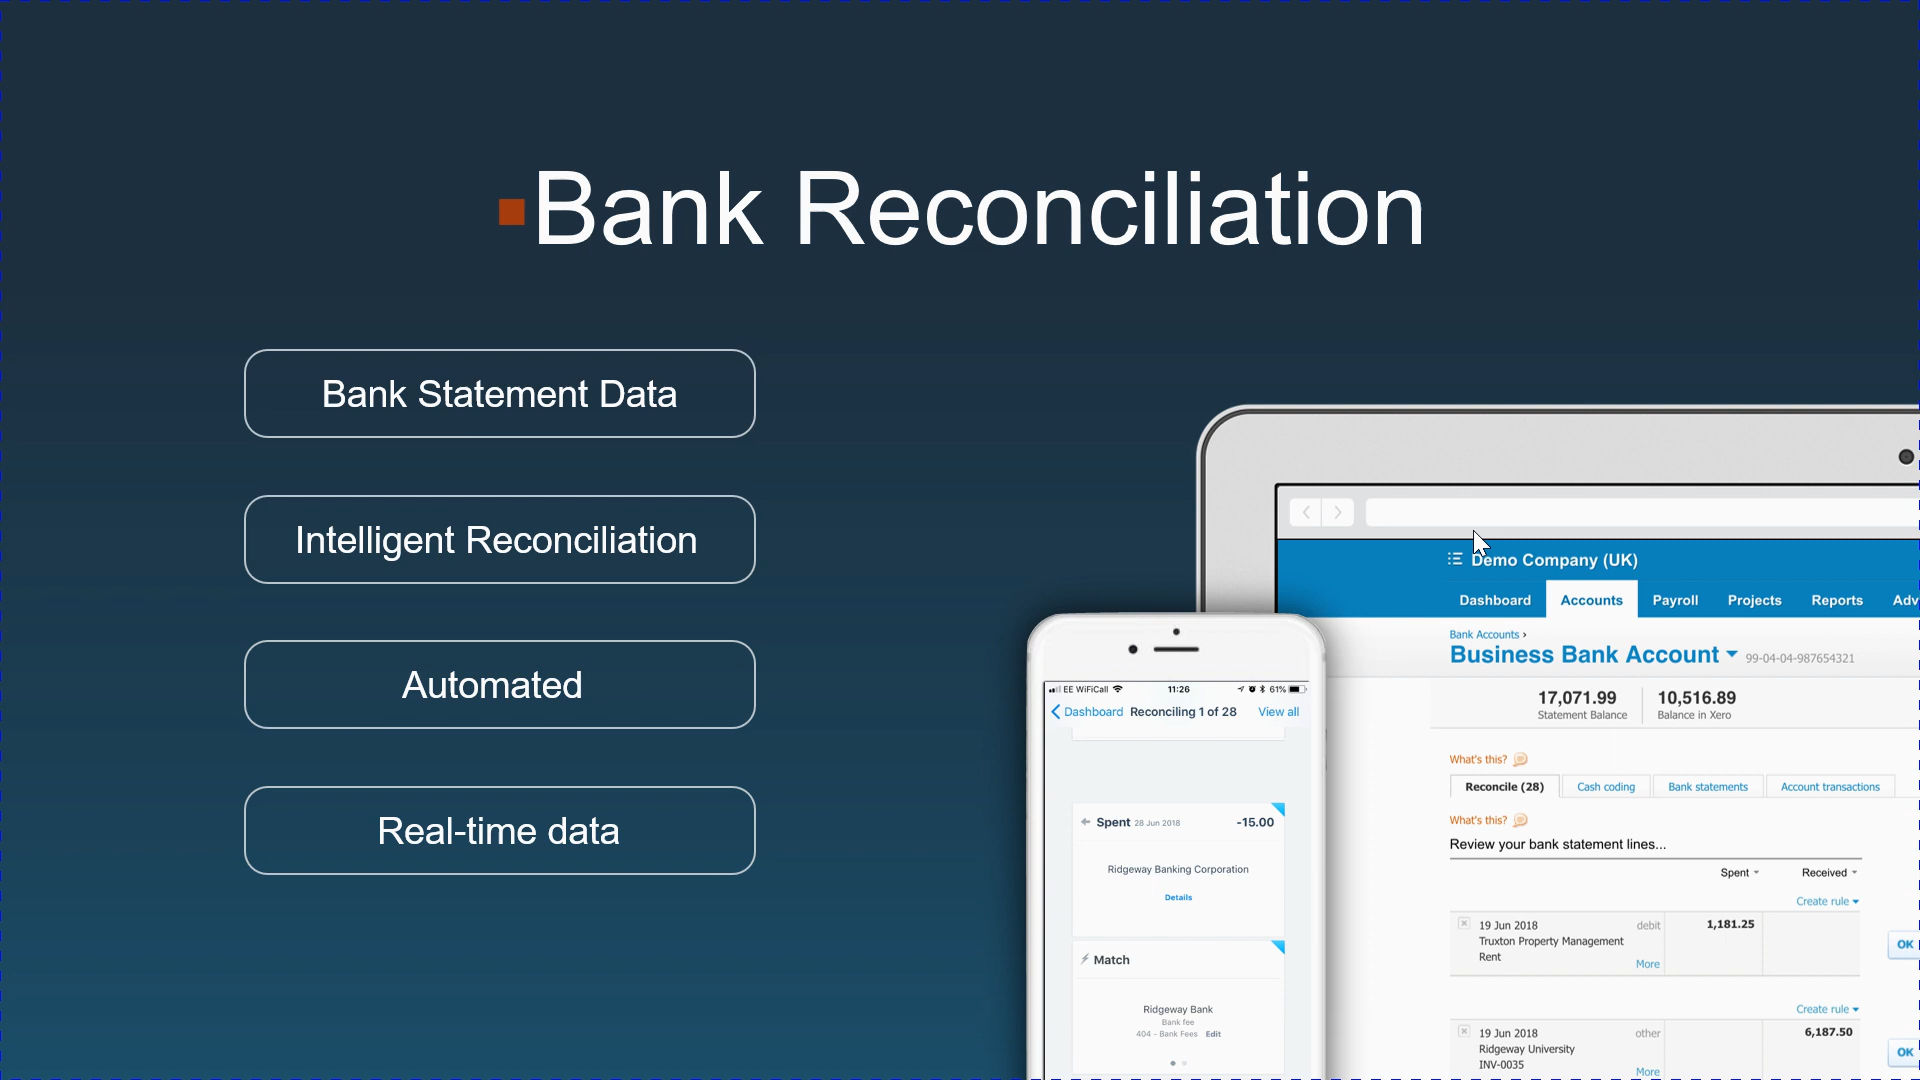 Bank Reconciliation
Bank Statement Data
Intelligent Reconciliation
Automated
Real-time data
EE WiFiCall 11:26 61%
Dashboard Reconciling 1 of 28 View all
Spent 28 Jun 2018 -15.00
Ridgeway Banking Corporation
Details
Match
Ridgeway Bank
Bank fee
404 - Bank Fees Edit
Demo Company (UK)
Dashboard Accounts Payroll Projects Reports Adv
Bank Accounts ›
Business Bank Account 99-04-04-987654321
17,071.99 10,516.89
Statement Balance Balance in Xero
What's this?
Reconcile (28) Cash coding Bank statements Account transactions
What's this?
Review your bank statement lines...
Spent Received
Create rule
19 Jun 2018 debit 1,181.25
Truxton Property Management
Rent
More
OK
Create rule
19 Jun 2018 other 6,187.50
Ridgeway University
INV-0035
More
OK